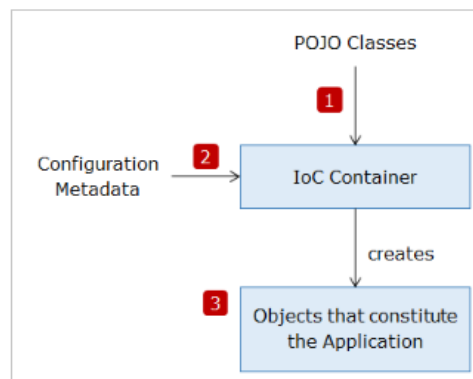 POJO Classes
1
Configuration
Metadata
2
IoC Container
creates
3
Objects that constitute
the Application